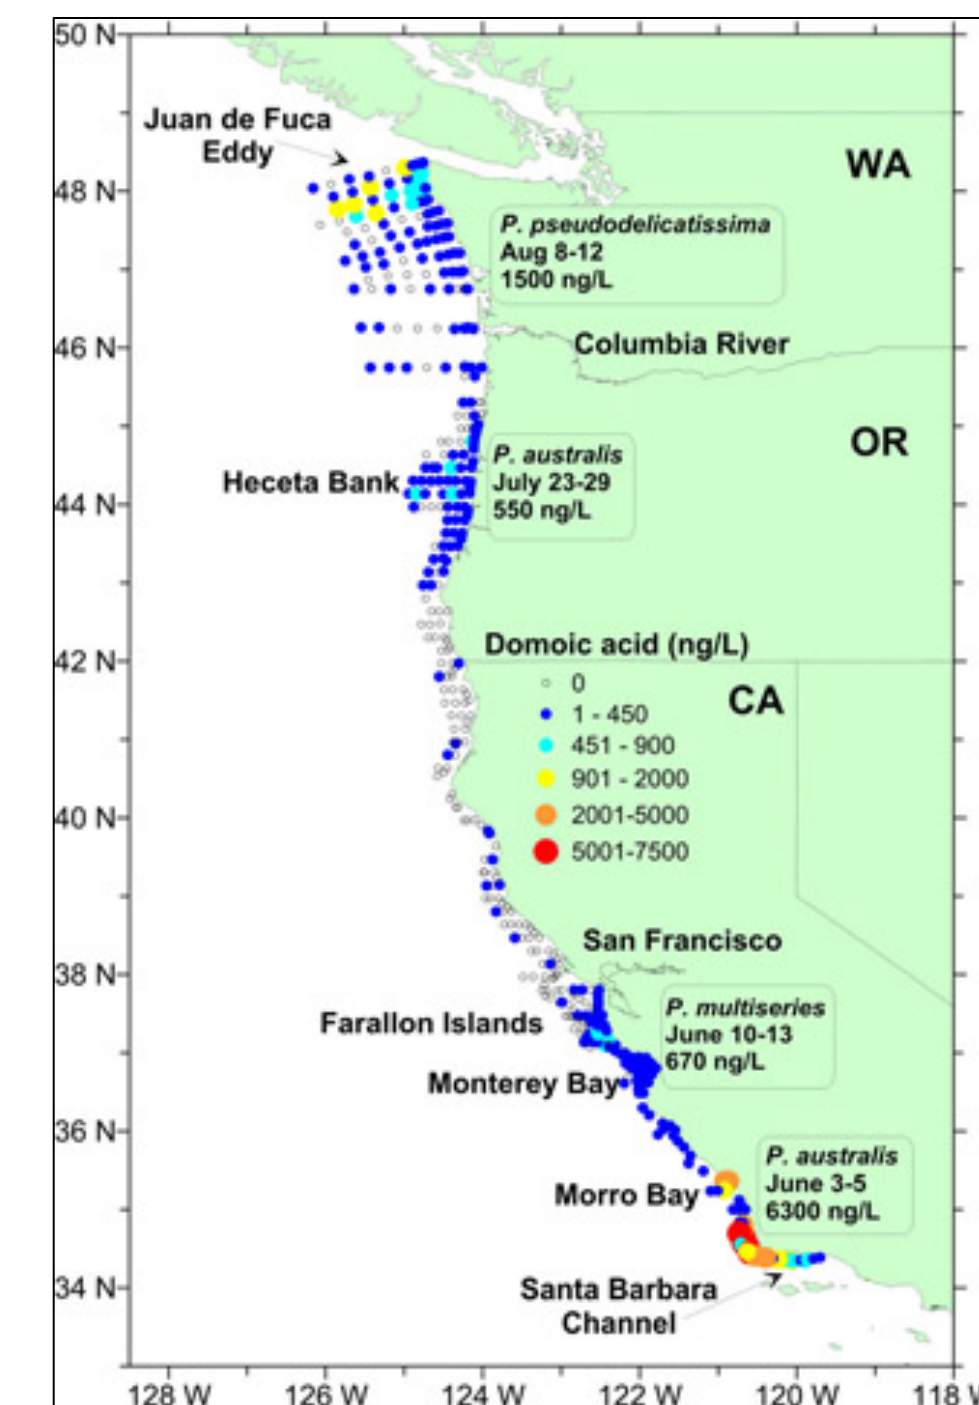 50 N
Juan de Fuca
Eddy
WA
48 N
P. pseudodelicatissima
Aug 8-12
1500 ng/L
46 N
Columbia River
OR
P. australis
July 23-29
550 ng/L
Heceta Bank
44 N
Domoic acid (ng/L)
42 N
0
CA
1 - 450
451 - 900
901 - 2000
40 N
2001-5000
5001-7500
San Francisco
38 N
P. multiseries
June 10-13
670 ng/L
Farallon Islands
Monterey Bay
36 N
P. australis
June 3-5
6300 ng/L
Morro Bay
34 N
Santa Barbara
Channel
128 W 126 W 124 W 122 W 120 W 118 W